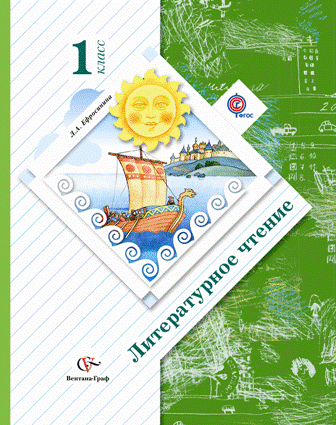 1
класс
Л.А. Ефросинина
ФГОС
Литературное чтение
Вентана-Граф